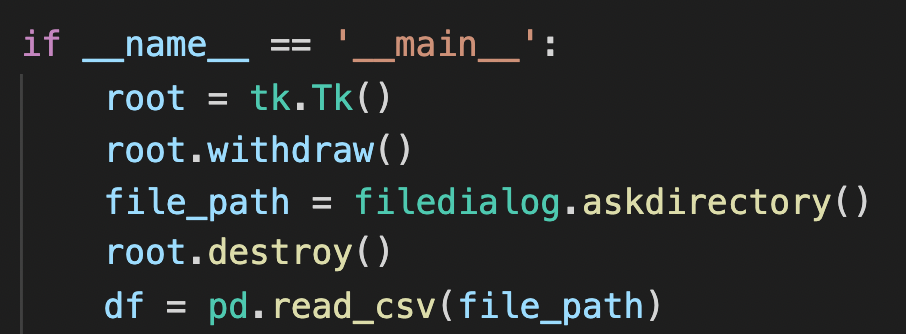 if __name__ == '__main__':
    root = tk.Tk()
    root.withdraw()
    file_path = filedialog.askdirectory()
    root.destroy()
    df = pd.read_csv(file_path)